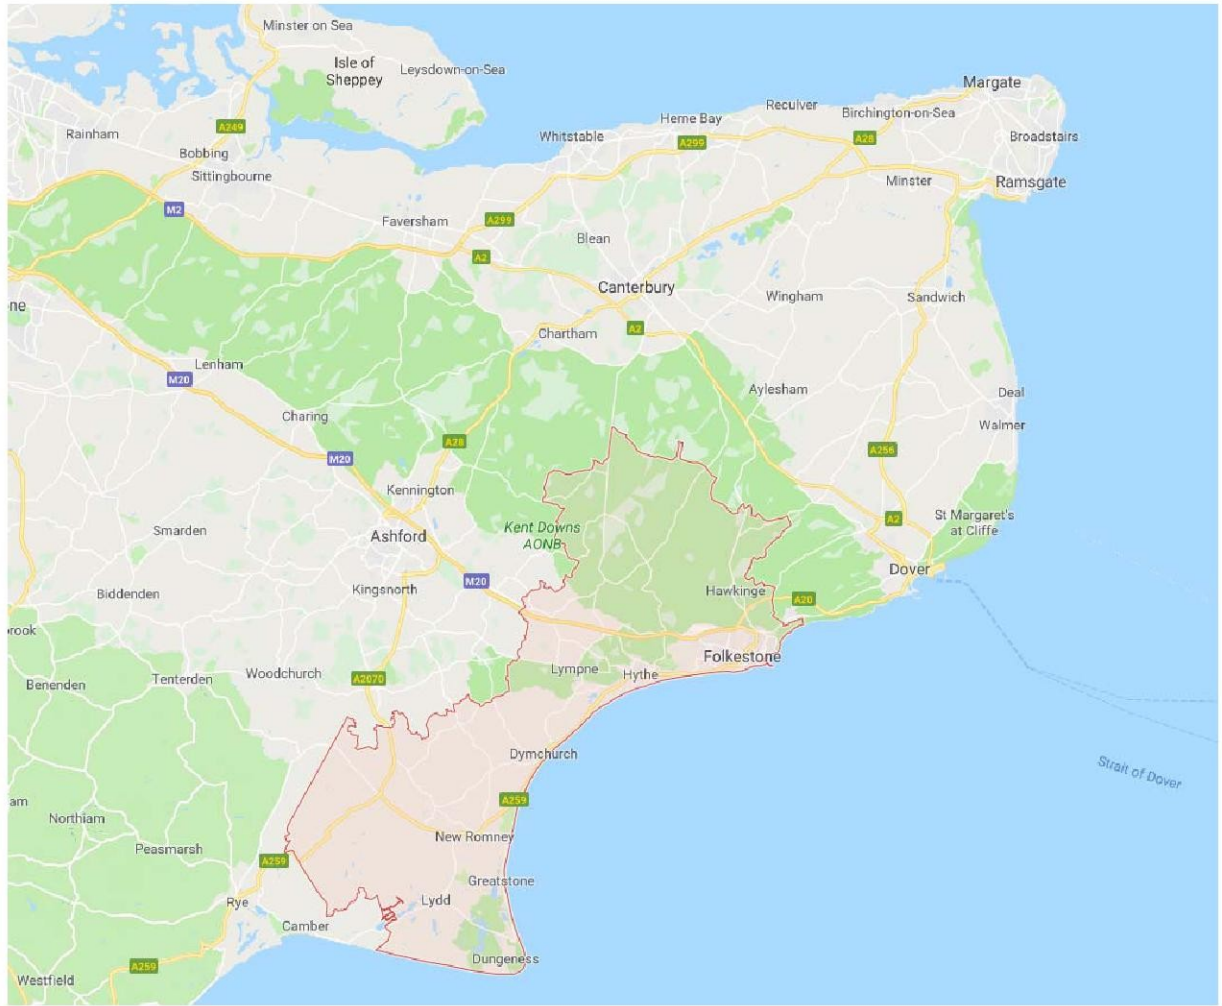 Minster on Sea
Isle of
Sheppey
Leysdown-on-Sea
Margate
Reculver
Birchington-on-Sea
Herne Bay
A249
Rainham
Whitstable
Broadstairs
A28
A299
Bobbing
Sittingbourne
Minster
Ramsgate
M2
Faversham
A299
Blean
A2
Canterbury
Wingham
Sandwich
ne
A2
Chartham
Lenham
M20
Aylesham
Deal
Charing
Walmer
A28
A256
M20
Kennington
Kent Downs
AONB
A2
St Margaret's
at Cliffe
Smarden
Ashford
Dover
M20
Kingsnorth
Hawkinge
A20
Biddenden
rook
Folkestone
Lympne
Hythe
Woodchurch
A2070
Tenterden
Benenden
Dymchurch
Strait of Dover
am
A259
Northiam
New Romney
Peasmarsh
A259
Greatstone
Rye
Lydd
Camber
Dungeness
A259
Westfield